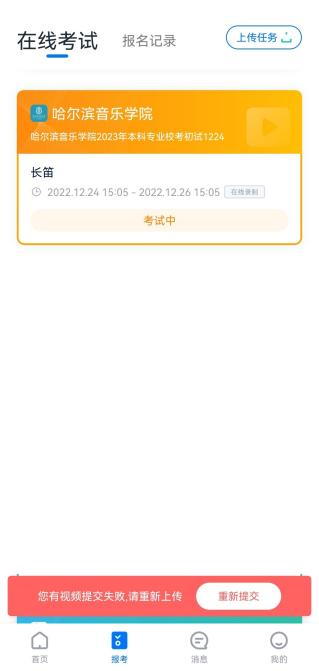 在线考试
报名记录
上传任务
哈尔滨音乐学院
哈尔滨音乐学院2023年本科专业校考初试1224
长笛
2022.12.24 15:05 - 2022.12.26 15:05 在线录制
考试中
您有视频提交失败,请重新上传
重新提交
首页
报考
消息
我的